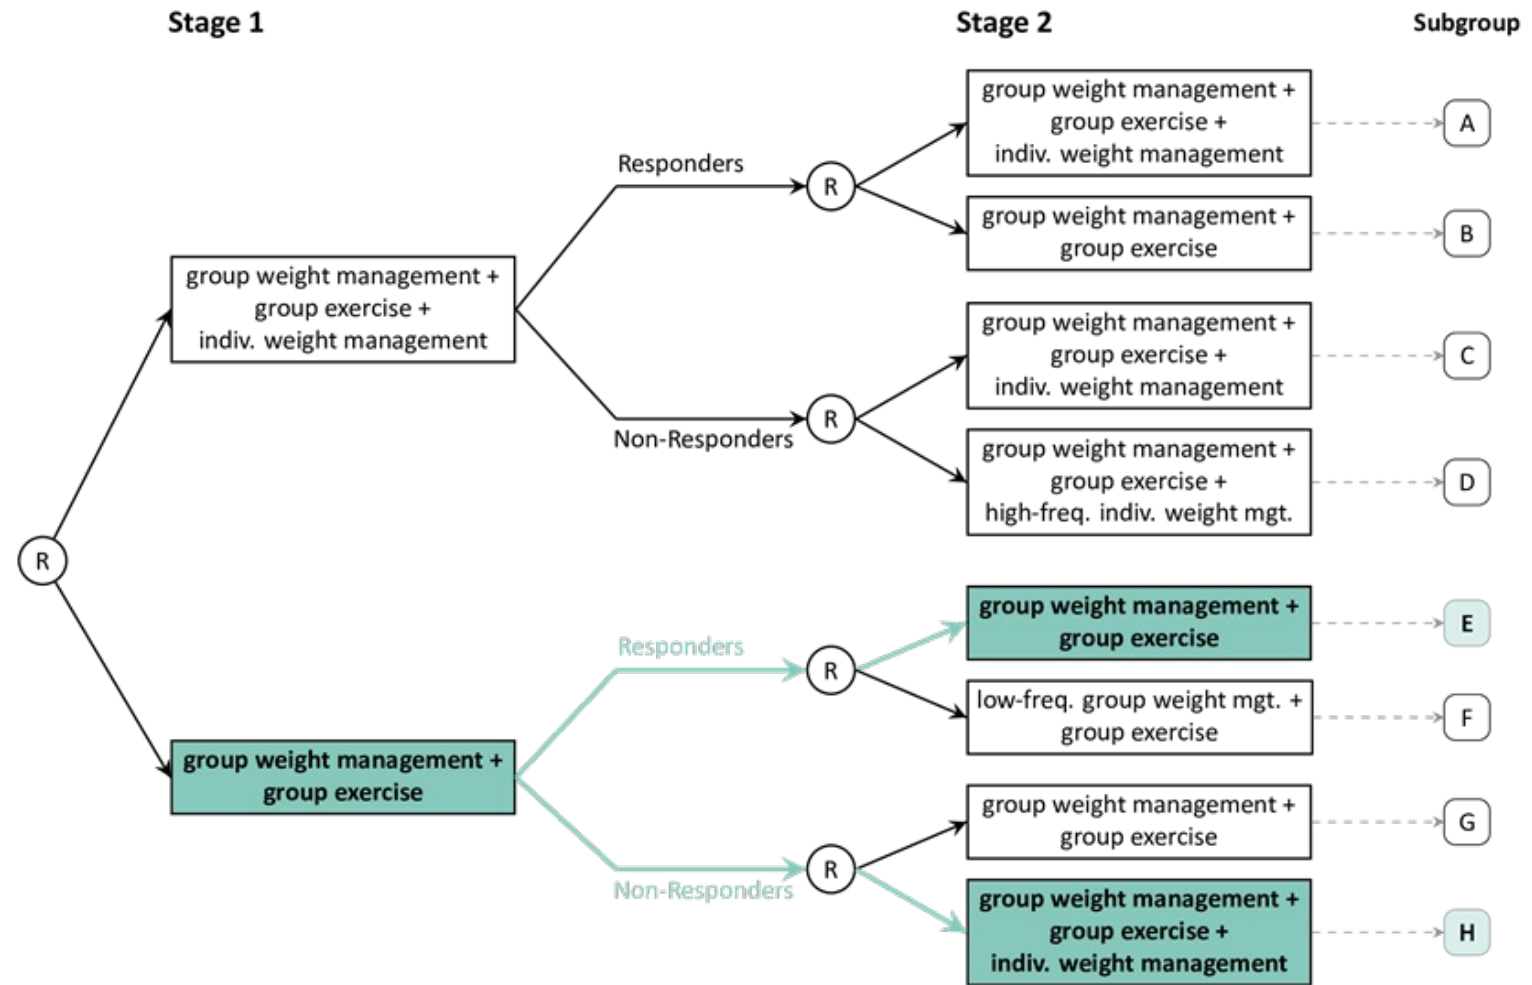 Stage 1
Stage 2
Subgroup
group weight management +
group exercise +
indiv. weight management
A
Responders
R
group weight management +
group exercise
B
group weight management +
group exercise +
indiv. weight management
group weight management +
group exercise +
indiv. weight management
C
R
Non-Responders
group weight management +
group exercise +
high-freq. indiv. weight mgt.
D
R
group weight management +
group exercise
E
Responders
R
low-freq. group weight mgt. +
group exercise
F
group weight management +
group exercise
group weight management +
group exercise
G
R
Non-Responders
group weight management +
group exercise +
indiv. weight management
H